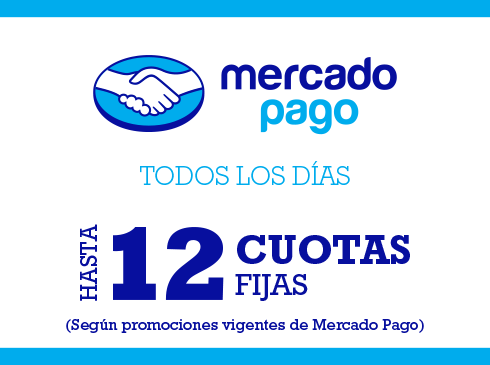 mercado
pago
TODOS LOS DÍAS
HASTA
12
CUOTAS
FIJAS
(Según promociones vigentes de Mercado Pago)